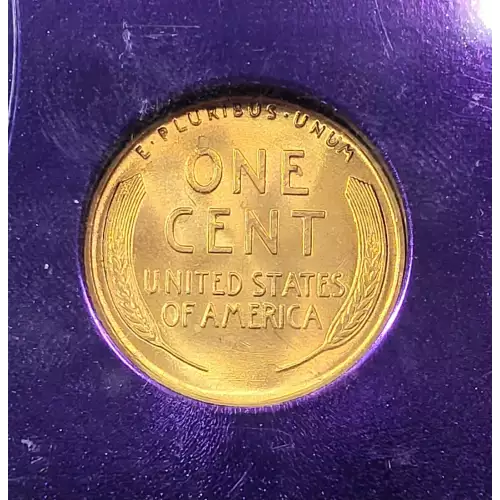 E·PLURIBUS·UNUM
ONE
CENT
UNITED STATES
OF AMERICA